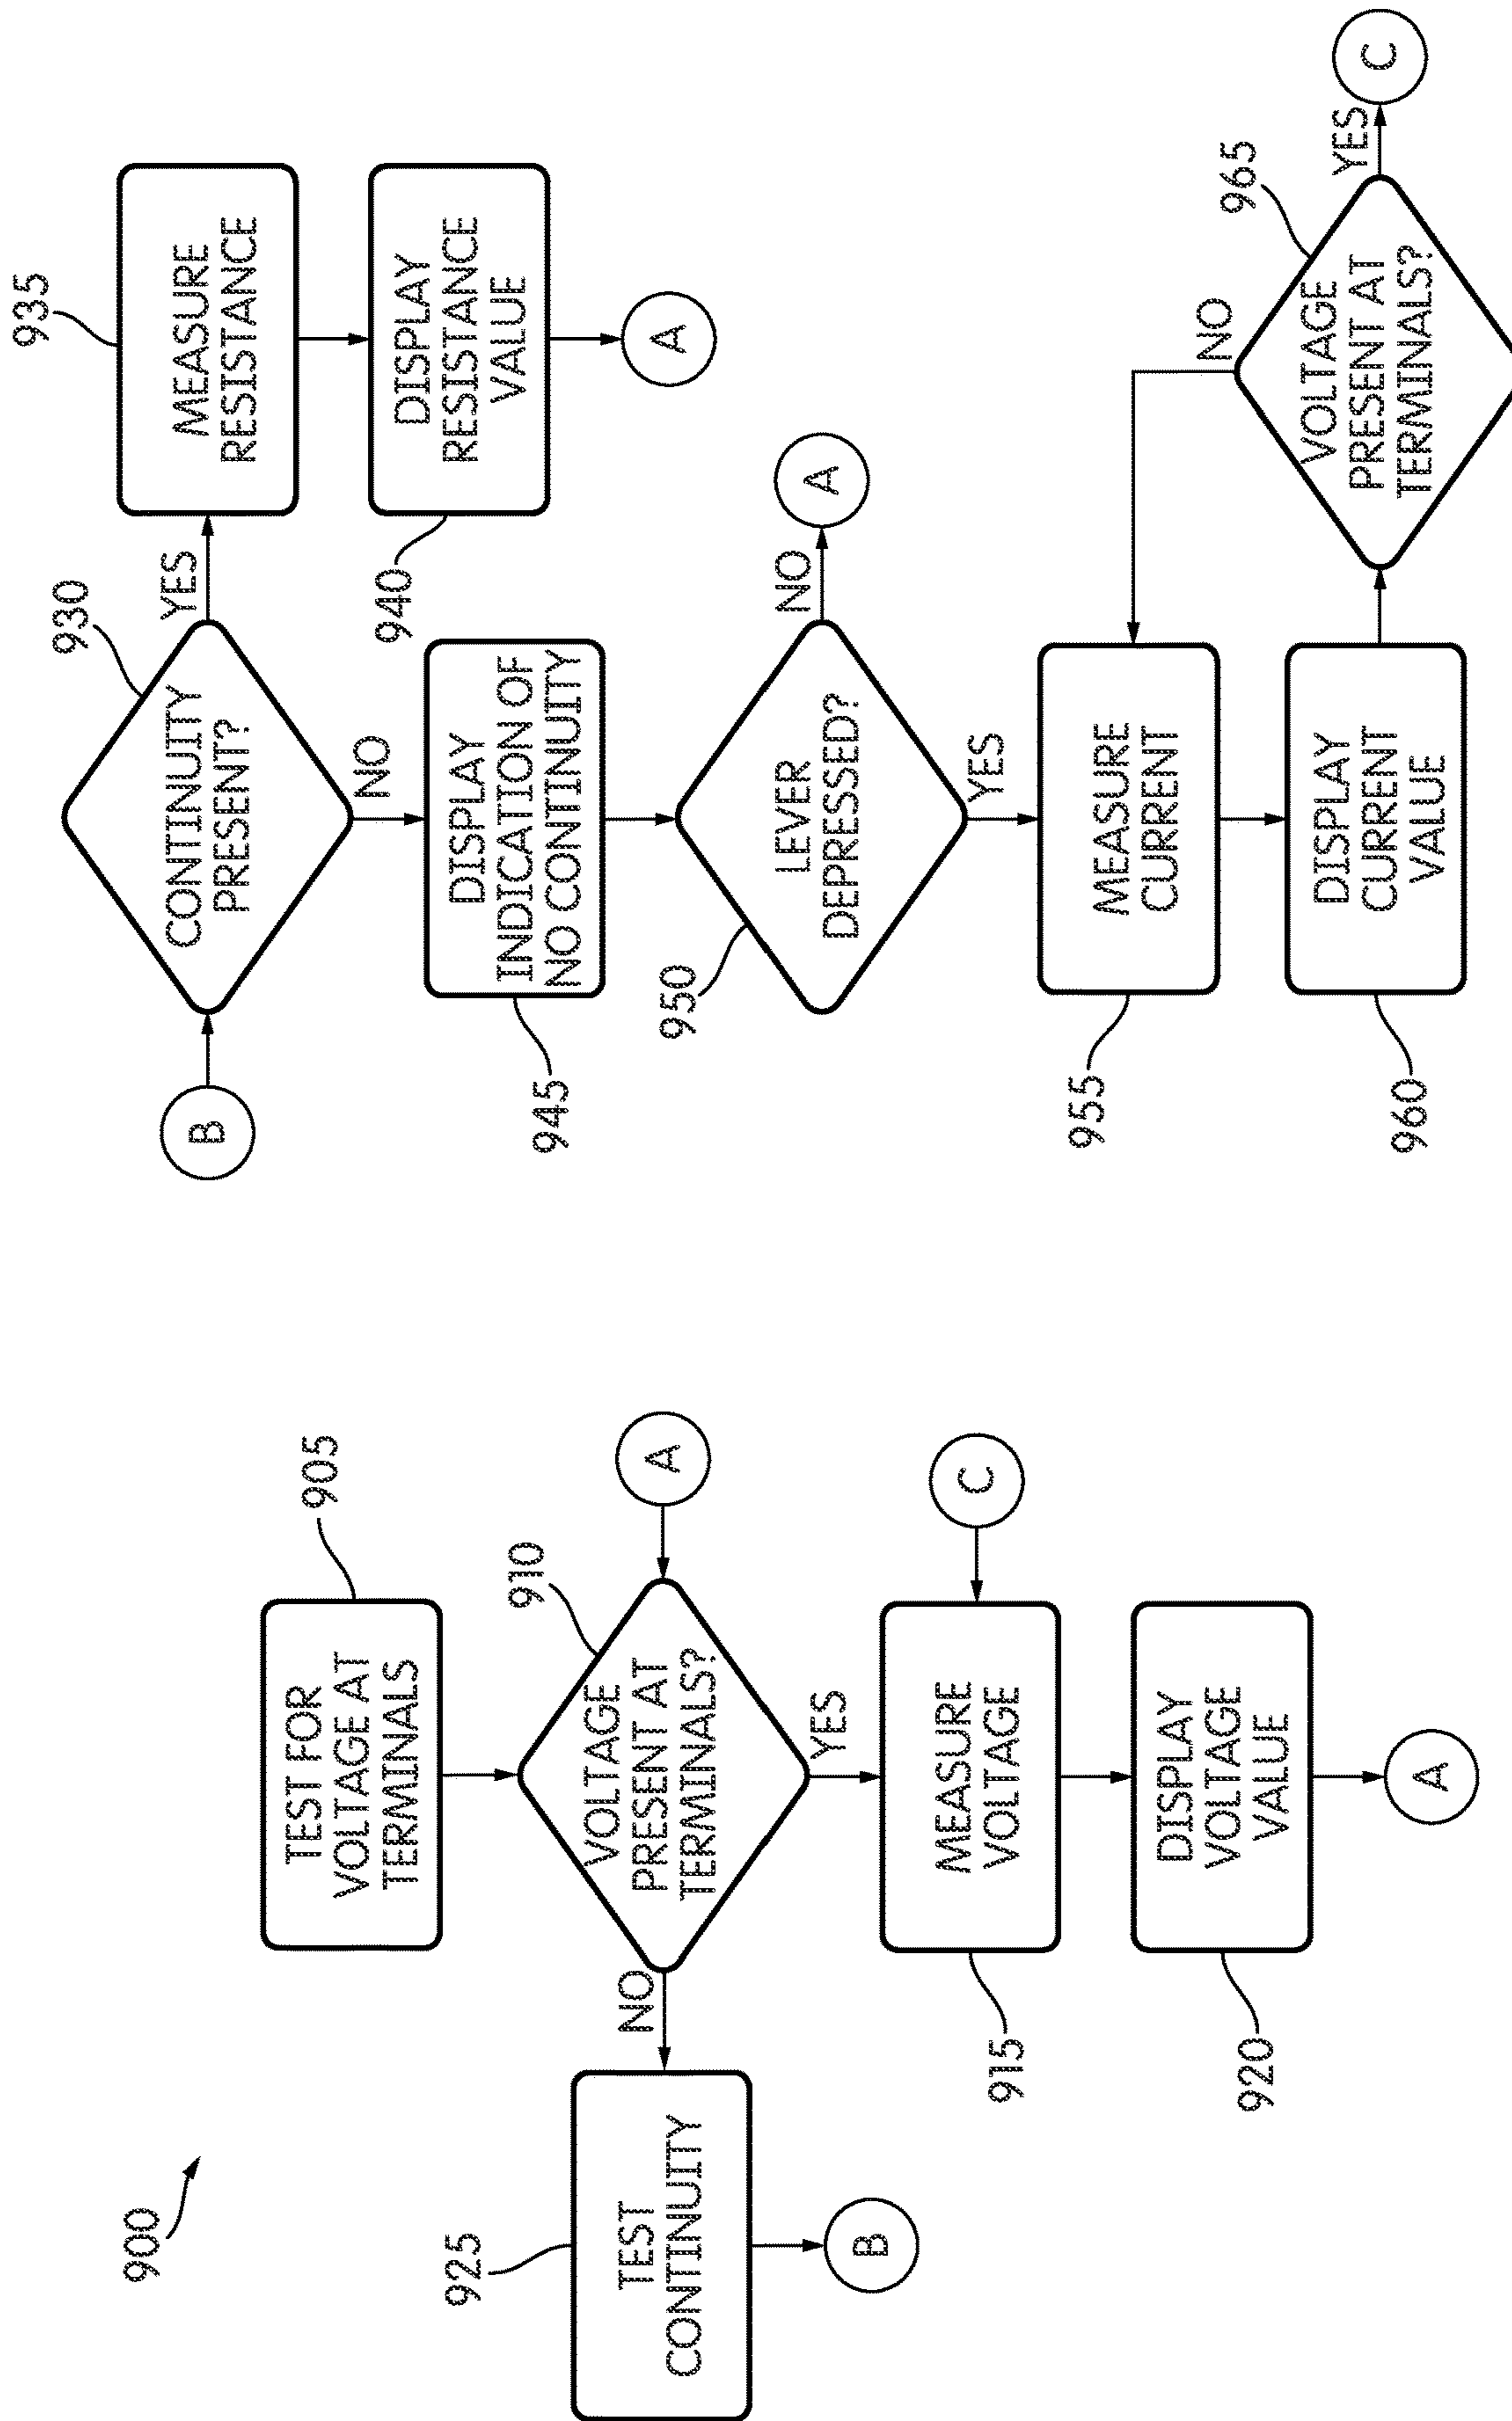 900
TEST FOR
VOLTAGE AT
TERMINALS
905
VOLTAGE
PRESENT AT
TERMINALS?
910
A
NO
YES
TEST
CONTINUITY
925
B
MEASURE
VOLTAGE
915
C
DISPLAY
VOLTAGE
VALUE
920
A
B
CONTINUITY
PRESENT?
930
YES
NO
MEASURE
RESISTANCE
935
DISPLAY
RESISTANCE
VALUE
940
A
DISPLAY
INDICATION OF
NO CONTINUITY
945
LEVER
DEPRESSED?
950
NO
A
YES
MEASURE
CURRENT
955
DISPLAY
CURRENT
VALUE
960
VOLTAGE
PRESENT AT
TERMINALS?
965
NO
YES
C